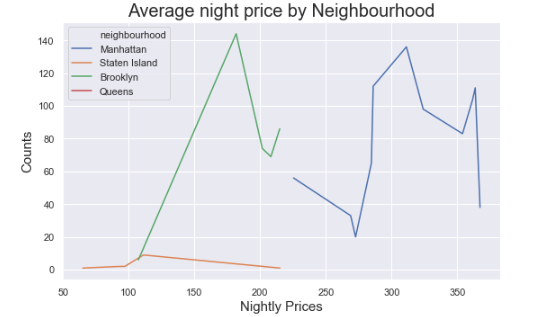 Average night price by Neighbourhood
neighbourhood
Manhattan
Staten Island
Brooklyn
Queens
Counts
140
120
100
80
60
40
20
0
50 100 150 200 250 300 350
Nightly Prices